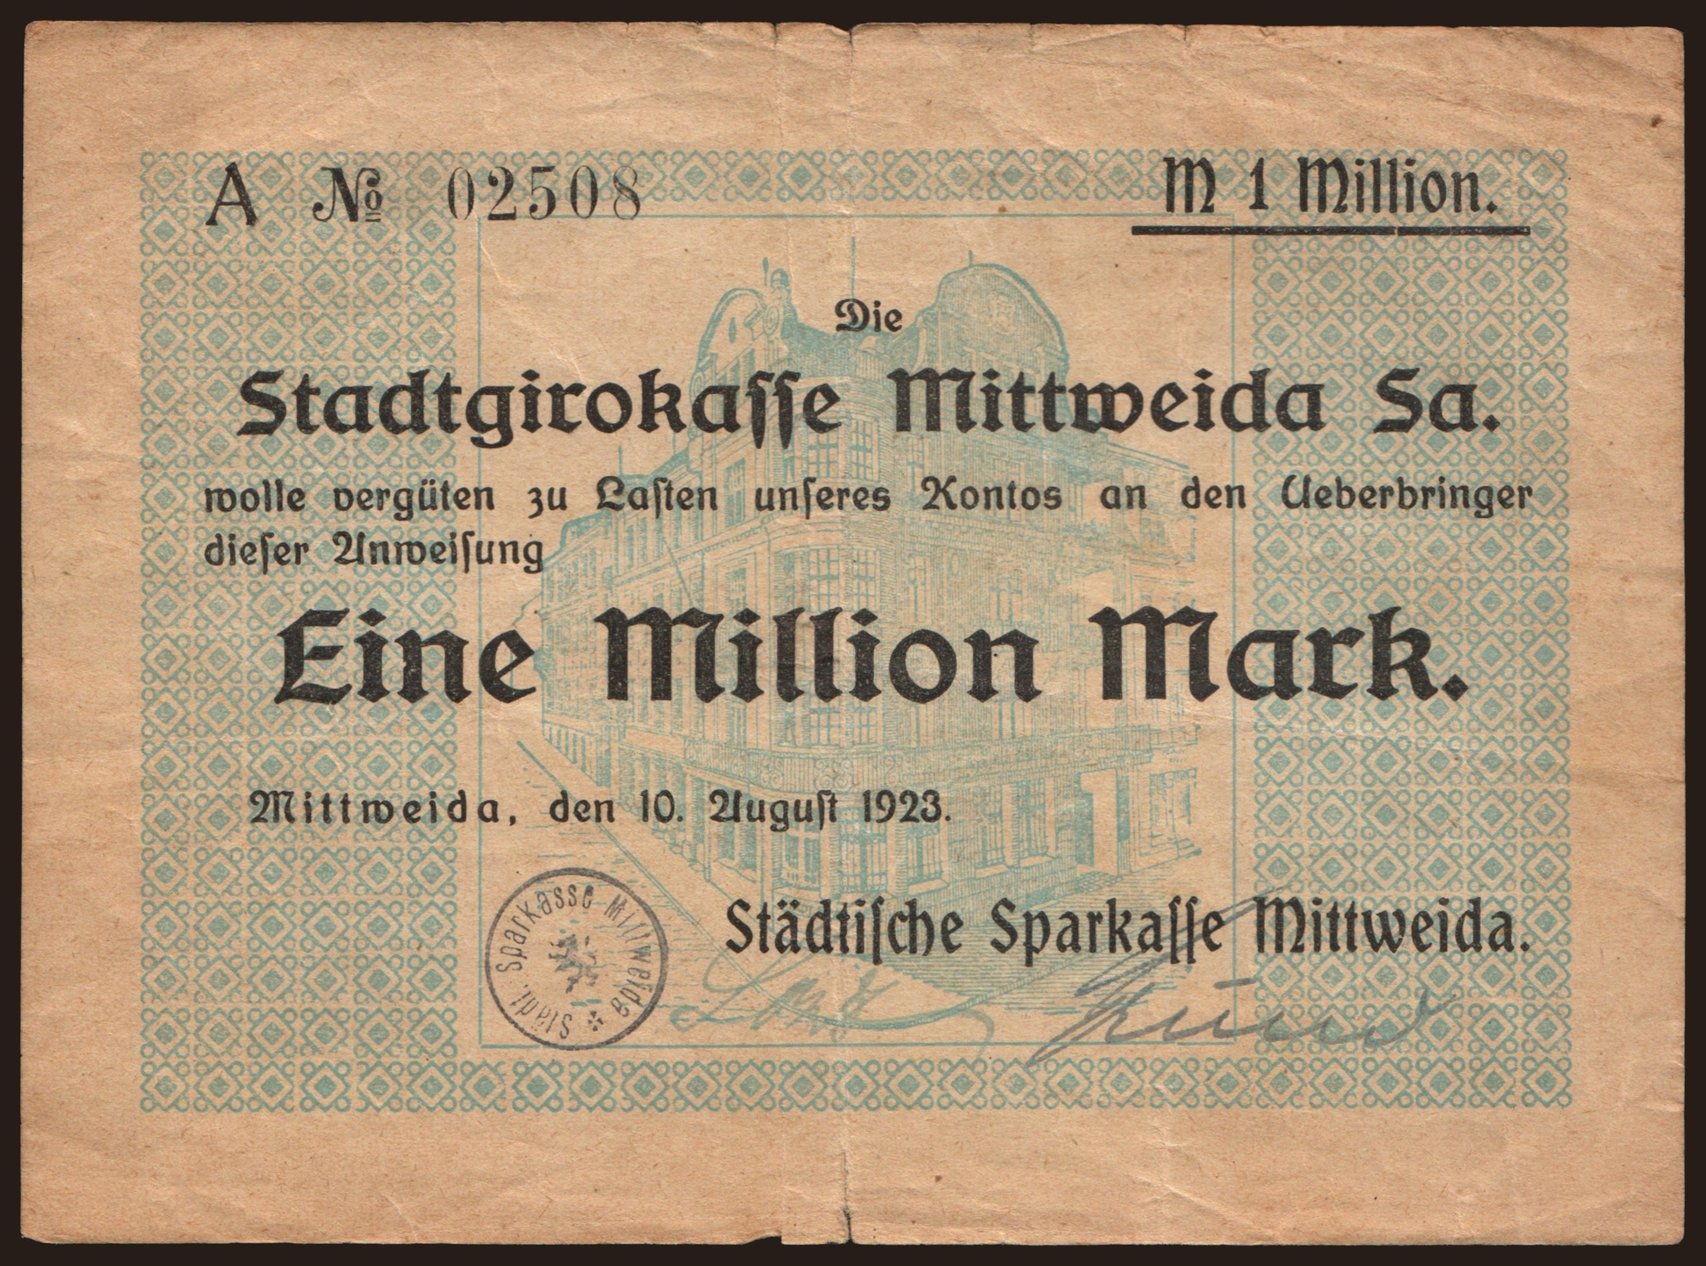 A № 02508
M 1 Million.
Die
Stadtgirokaſſe Mittweida Sa.
wolle vergüten zu Laſten unſeres Kontos an den Ueberbringer
dieſer Anweiſung
Eine Million Mark.
Mittweida, den 10. Auguſt 1923.
Städtiſche Sparkaſſe Mittweida.
Städt. Sparkasse Mittweida